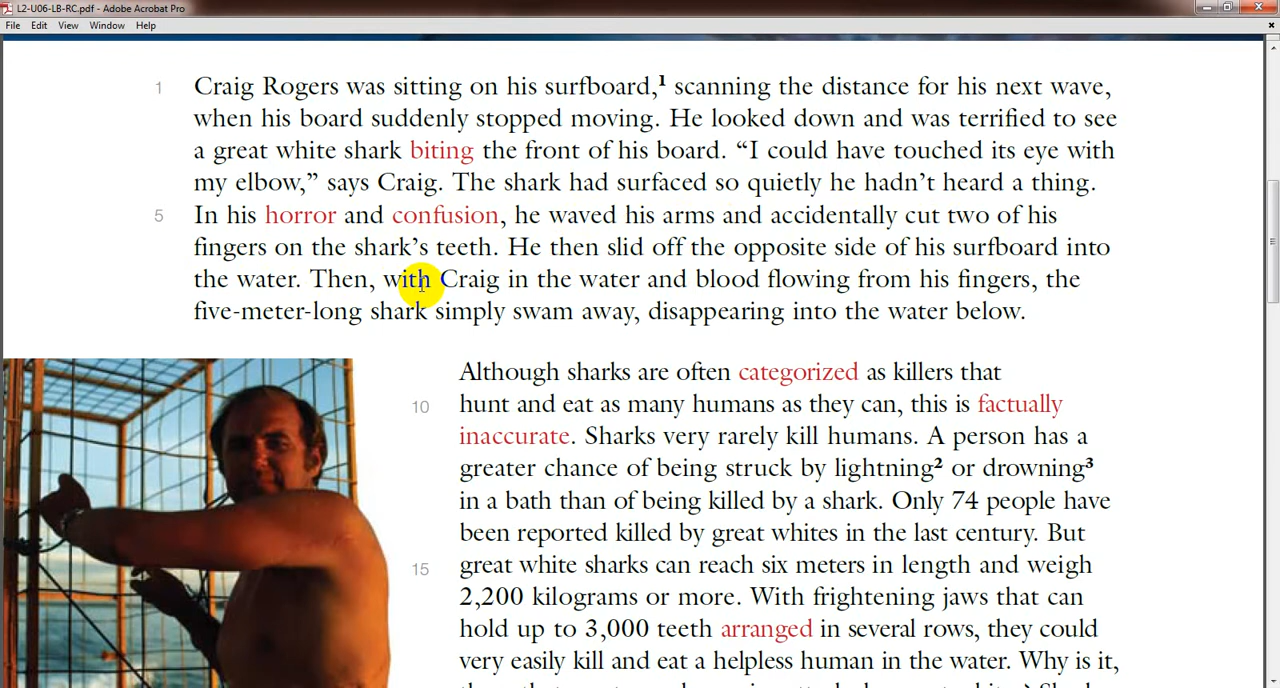 L2-U06-LB-RC.pdf - Adobe Acrobat Pro
File Edit View Window Help
1 Craig Rogers was sitting on his surfboard,¹ scanning the distance for his next wave,
when his board suddenly stopped moving. He looked down and was terrified to see
a great white shark biting the front of his board. “I could have touched its eye with
my elbow,” says Craig. The shark had surfaced so quietly he hadn’t heard a thing.
5 In his horror and confusion, he waved his arms and accidentally cut two of his
fingers on the shark’s teeth. He then slid off the opposite side of his surfboard into
the water. Then, with Craig in the water and blood flowing from his fingers, the
five-meter-long shark simply swam away, disappearing into the water below.
Although sharks are often categorized as killers that
10 hunt and eat as many humans as they can, this is factually
inaccurate. Sharks very rarely kill humans. A person has a
greater chance of being struck by lightning² or drowning³
in a bath than of being killed by a shark. Only 74 people have
been reported killed by great whites in the last century. But
15 great white sharks can reach six meters in length and weigh
2,200 kilograms or more. With frightening jaws that can
hold up to 3,000 teeth arranged in several rows, they could
very easily kill and eat a helpless human in the water. Why is it,